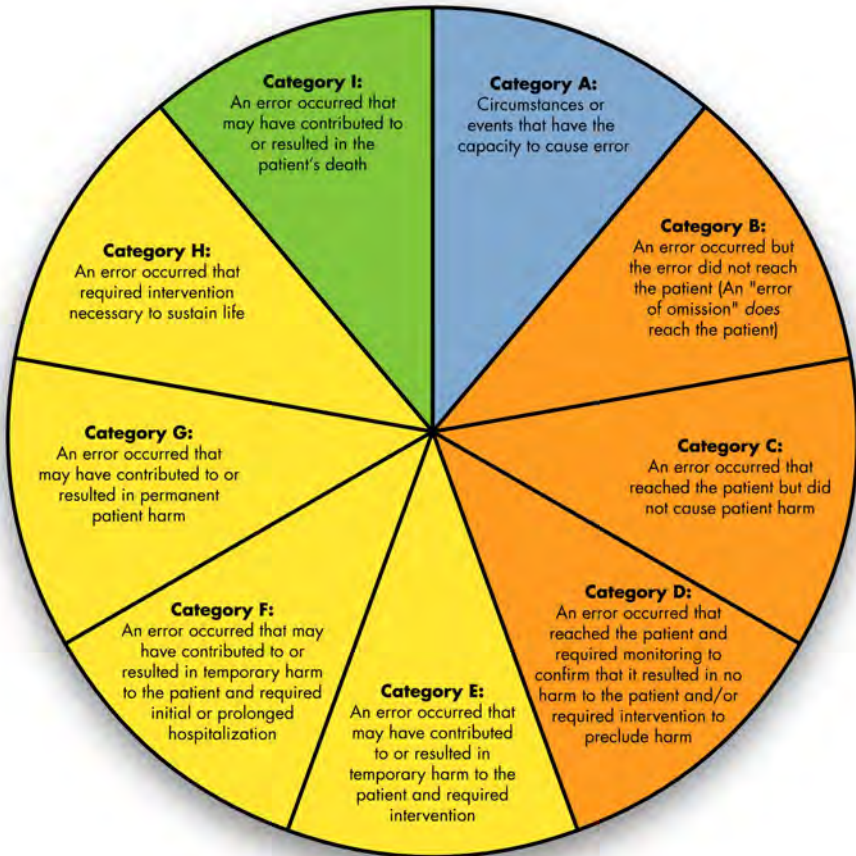 Category I:
An error occurred that
may have contributed to
or resulted in the
patient's death
Category A:
Circumstances or
events that have the
capacity to cause error
Category B:
An error occurred but
the error did not reach
the patient (An "error
of omission" does
reach the patient)
Category C:
An error occurred that
reached the patient but did
not cause patient harm
Category D:
An error occurred that
reached the patient and
required monitoring to
confirm that it resulted in no
harm to the patient and/or
required intervention to
preclude harm
Category E:
An error occurred that
may have contributed
to or resulted in
temporary harm to the
patient and required
intervention
Category F:
An error occurred that may
have contributed to or
resulted in temporary harm
to the patient and required
initial or prolonged
hospitalization
Category G:
An error occurred that
may have contributed to or
resulted in permanent
patient harm
Category H:
An error occurred that
required intervention
necessary to sustain life